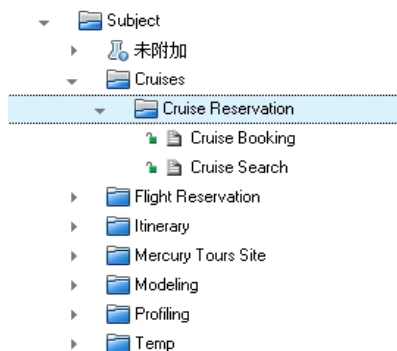 Subject
未附加
Cruises
Cruise Reservation
Cruise Booking
Cruise Search
Flight Reservation
Itinerary
Mercury Tours Site
Modeling
Profiling
Temp